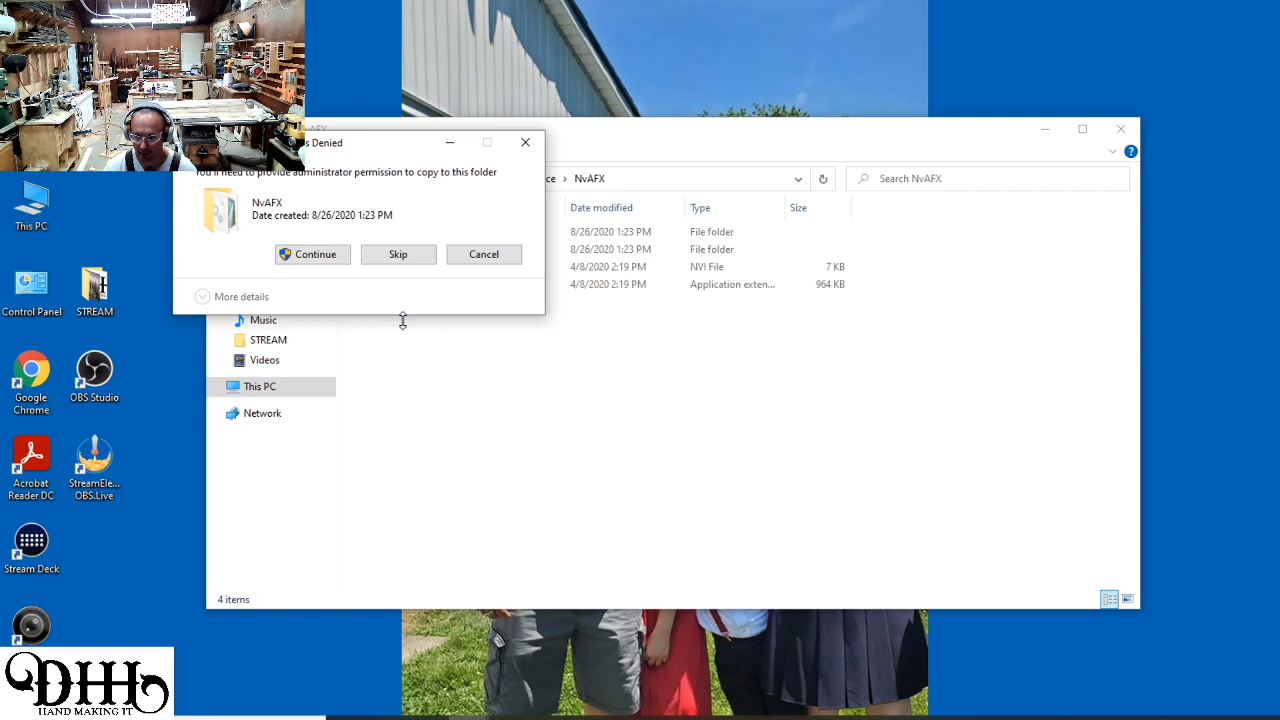 s Denied
You'll need to provide administrator permission to copy to this folder
NvAFX
Date created: 8/26/2020 1:23 PM
Continue
Skip
Cancel
More details
ce > NvAFX
Search NvAFX
Date modified Type Size
8/26/2020 1:23 PM File folder
8/26/2020 1:23 PM File folder
4/8/2020 2:19 PM NVI File 7 KB
4/8/2020 2:19 PM Application exten... 964 KB
Music
STREAM
Videos
This PC
Network
4 items
This PC
Control Panel
STREAM
Google Chrome
OBS Studio
Acrobat Reader DC
StreamEle... OBS.Live
Stream Deck
DHH
HAND MAKING IT